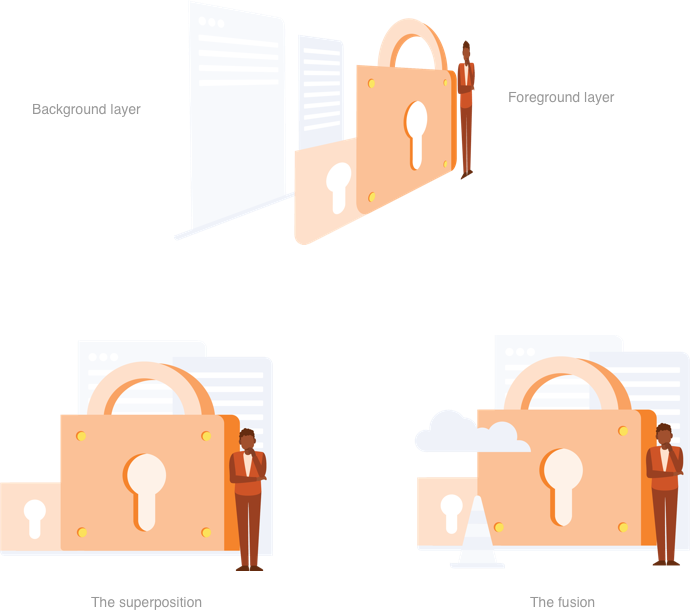 Background layer
Foreground layer
The superposition
The fusion